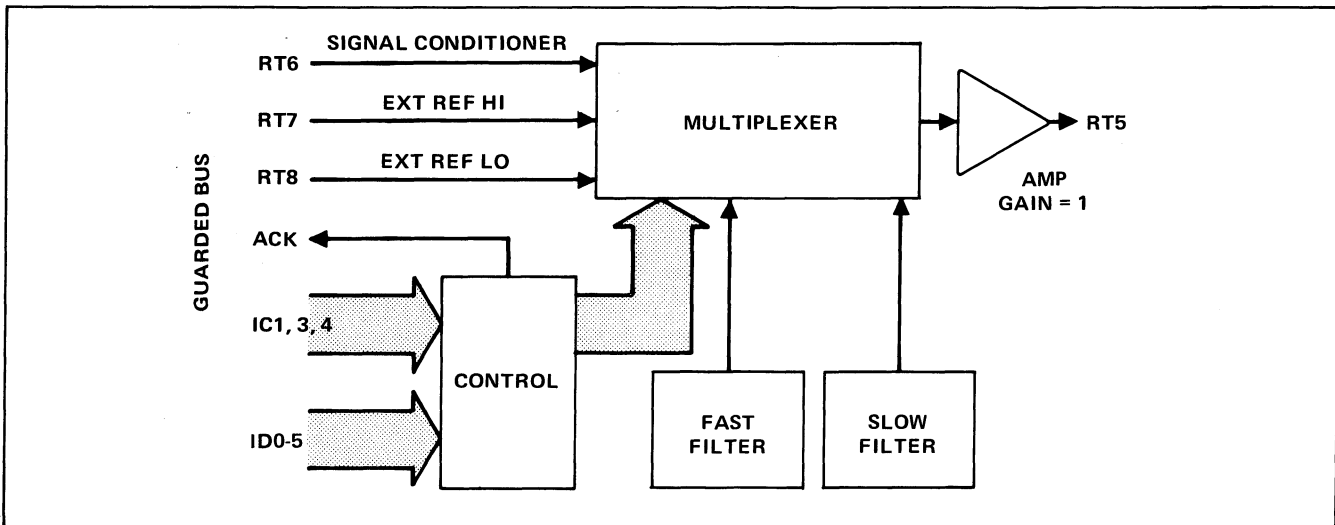 SIGNAL CONDITIONER
RT6
EXT REF HI
RT7
MULTIPLEXER
RT5
EXT REF LO
RT8
AMP
GAIN = 1
GUARDED BUS
ACK
IC1, 3, 4
CONTROL
ID0-5
FAST
FILTER
SLOW
FILTER